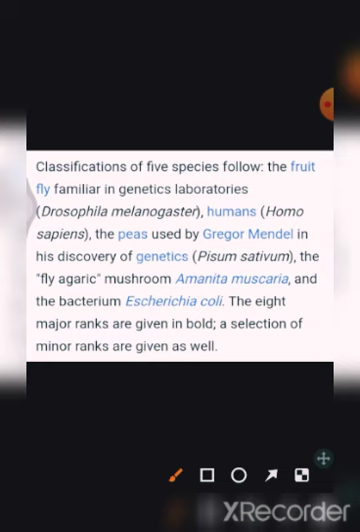 Classifications of five species follow: the fruit
fly familiar in genetics laboratories
(Drosophila melanogaster), humans (Homo
sapiens), the peas used by Gregor Mendel in
his discovery of genetics (Pisum sativum), the
"fly agaric" mushroom Amanita muscaria, and
the bacterium Escherichia coli. The eight
major ranks are given in bold; a selection of
minor ranks are given as well.
XRecorder